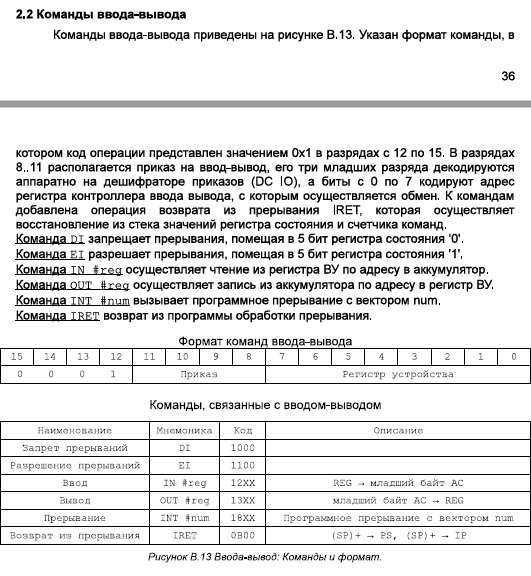 2.2 Команды ввода-вывода
Команды ввода-вывода приведены на рисунке В.13. Указан формат команды, в
36
котором код операции представлен значением 0x1 в разрядах с 12 по 15. В разрядах
8..11 располагается приказ на ввод-вывод, его три младших разряда декодируются
аппаратно на дешифраторе приказов (DC IO), а биты с 0 по 7 кодируют адрес
регистра контроллера ввода вывода, с которым осуществляется обмен. К командам
добавлена операция возврата из прерывания IRET, которая осуществляет
восстановление из стека значений регистра состояния и счетчика команд.
Команда DI запрещает прерывания, помещая в 5 бит регистра состояния '0'.
Команда EI разрешает прерывания, помещая в 5 бит регистра состояния '1'.
Команда IN #reg осуществляет чтение из регистра ВУ по адресу в аккумулятор.
Команда OUT #reg осуществляет запись из аккумулятора по адресу в регистр ВУ.
Команда INT #num вызывает программное прерывание с вектором num.
Команда IRET возврат из программы обработки прерывания.
Формат команд ввода-вывода
15 14 13 12 11 10 9 8 7 6 5 4 3 2 1 0
0 0 0 1 Приказ Регистр устройства
Команды, связанные с вводом-выводом
Наименование Мнемоника Код Описание
Запрет прерываний DI 1000
Разрешение прерываний EI 1100
Ввод IN #reg 12XX REG → младший байт AC
Вывод OUT #reg 13XX младший байт AC → REG
Прерывание INT #num 18XX Программное прерывание с вектором num
Возврат из прерывания IRET 0B00 (SP)+ → PS, (SP)+ → IP
Рисунок В.13 Ввода-вывод: Команды и формат.